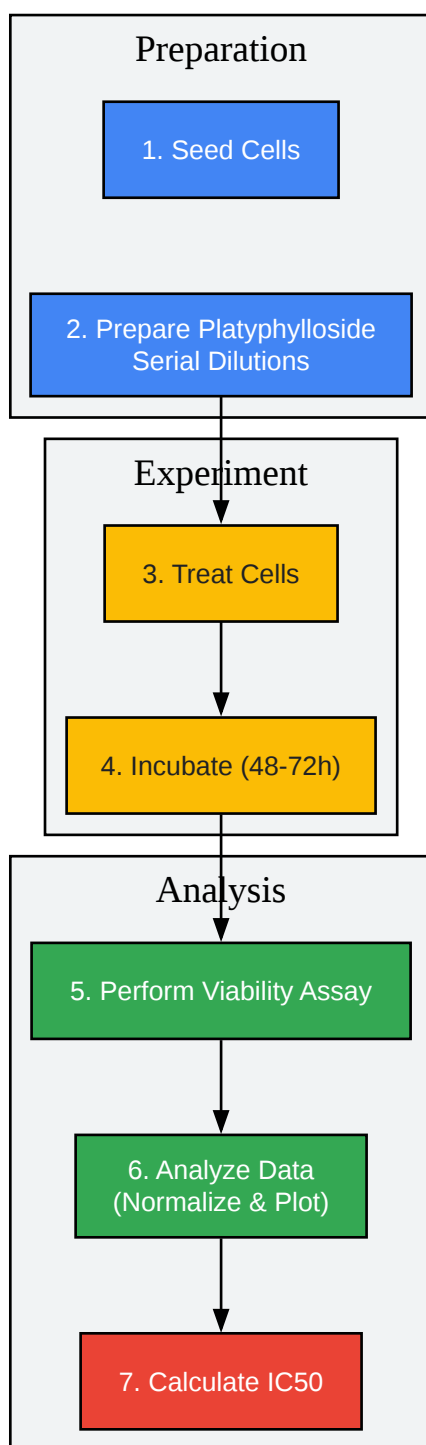 Preparation
1. Seed Cells
2. Prepare Platyphylloside
Serial Dilutions
Experiment
3. Treat Cells
4. Incubate (48-72h)
Analysis
5. Perform Viability Assay
6. Analyze Data
(Normalize & Plot)
7. Calculate IC50